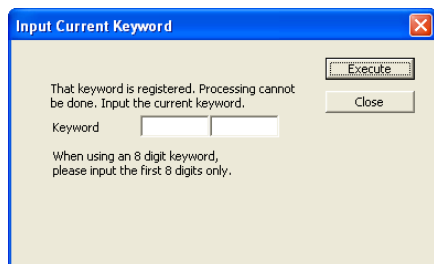 Input Current Keyword
Execute
That keyword is registered. Processing cannot
be done. Input the current keyword.
Close
Keyword
When using an 8 digit keyword,
please input the first 8 digits only.